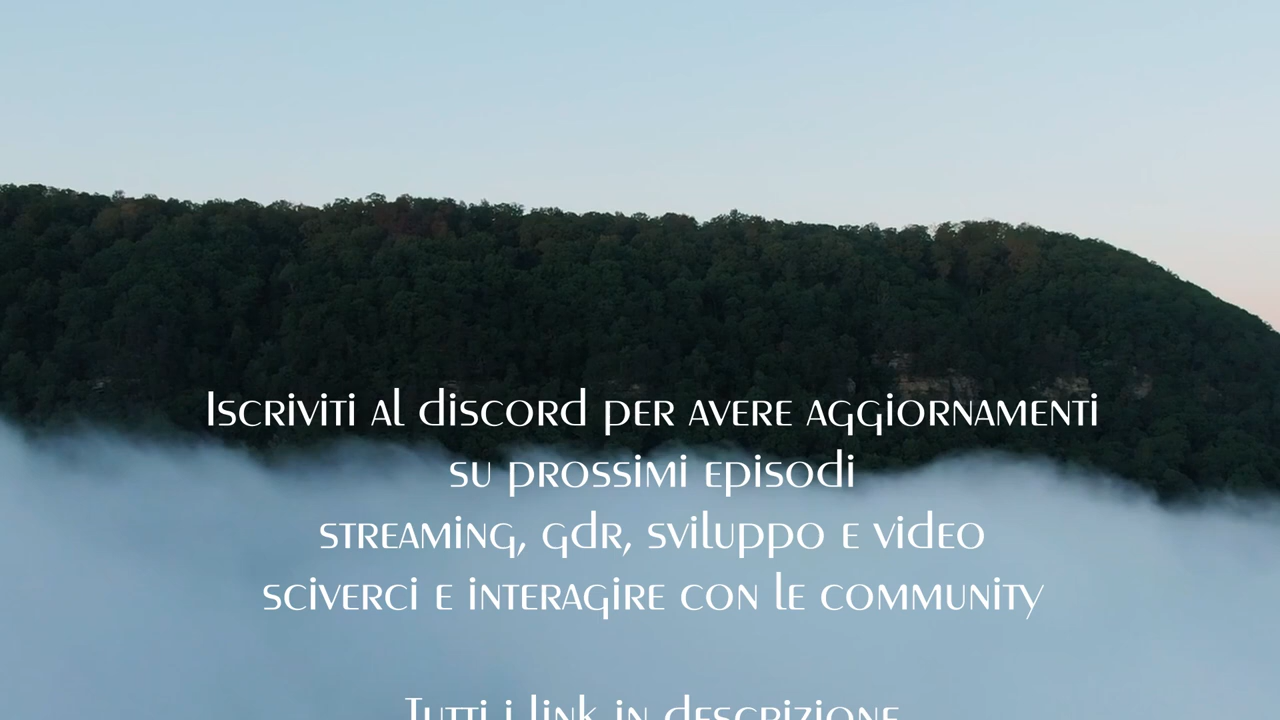 Iscriviti al discord per avere aggiornamenti
su prossimi episodi
streaming, gdr, sviluppo e video
sciverci e interagire con le community
Tutti i link in descrizione